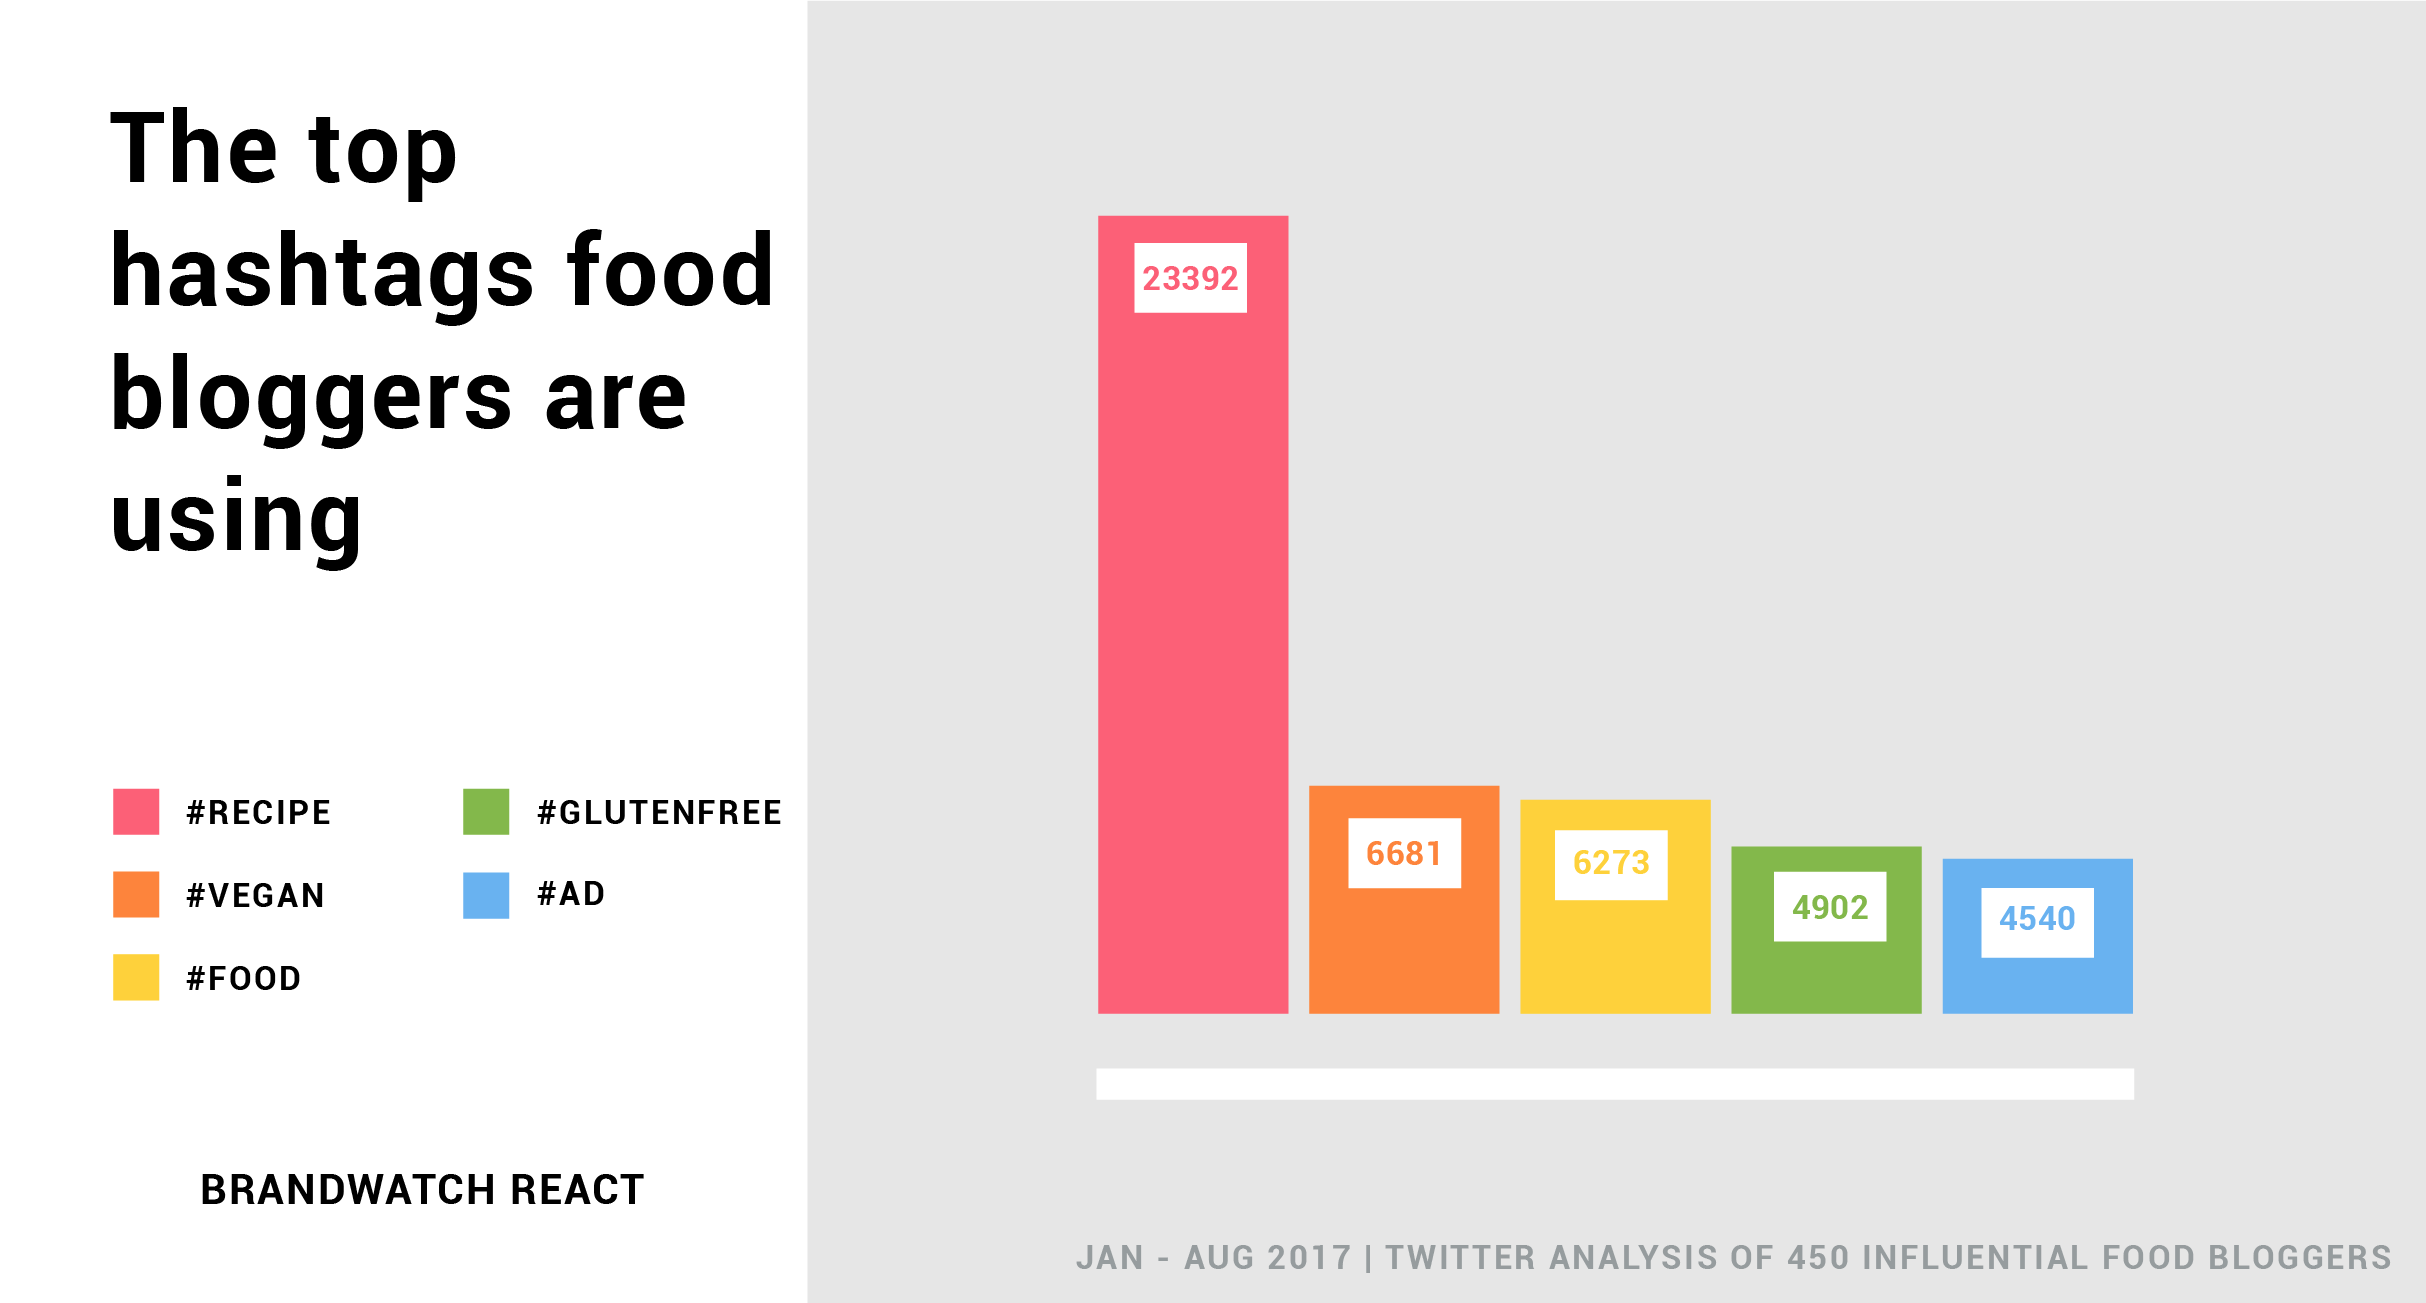 The top
hashtags food
bloggers are
using
#RECIPE
#VEGAN
#FOOD
#GLUTENFREE
#AD
BRANDWATCH REACT
23392
6681
6273
4902
4540
JAN - AUG 2017 | TWITTER ANALYSIS OF 450 INFLUENTIAL FOOD BLOGGERS